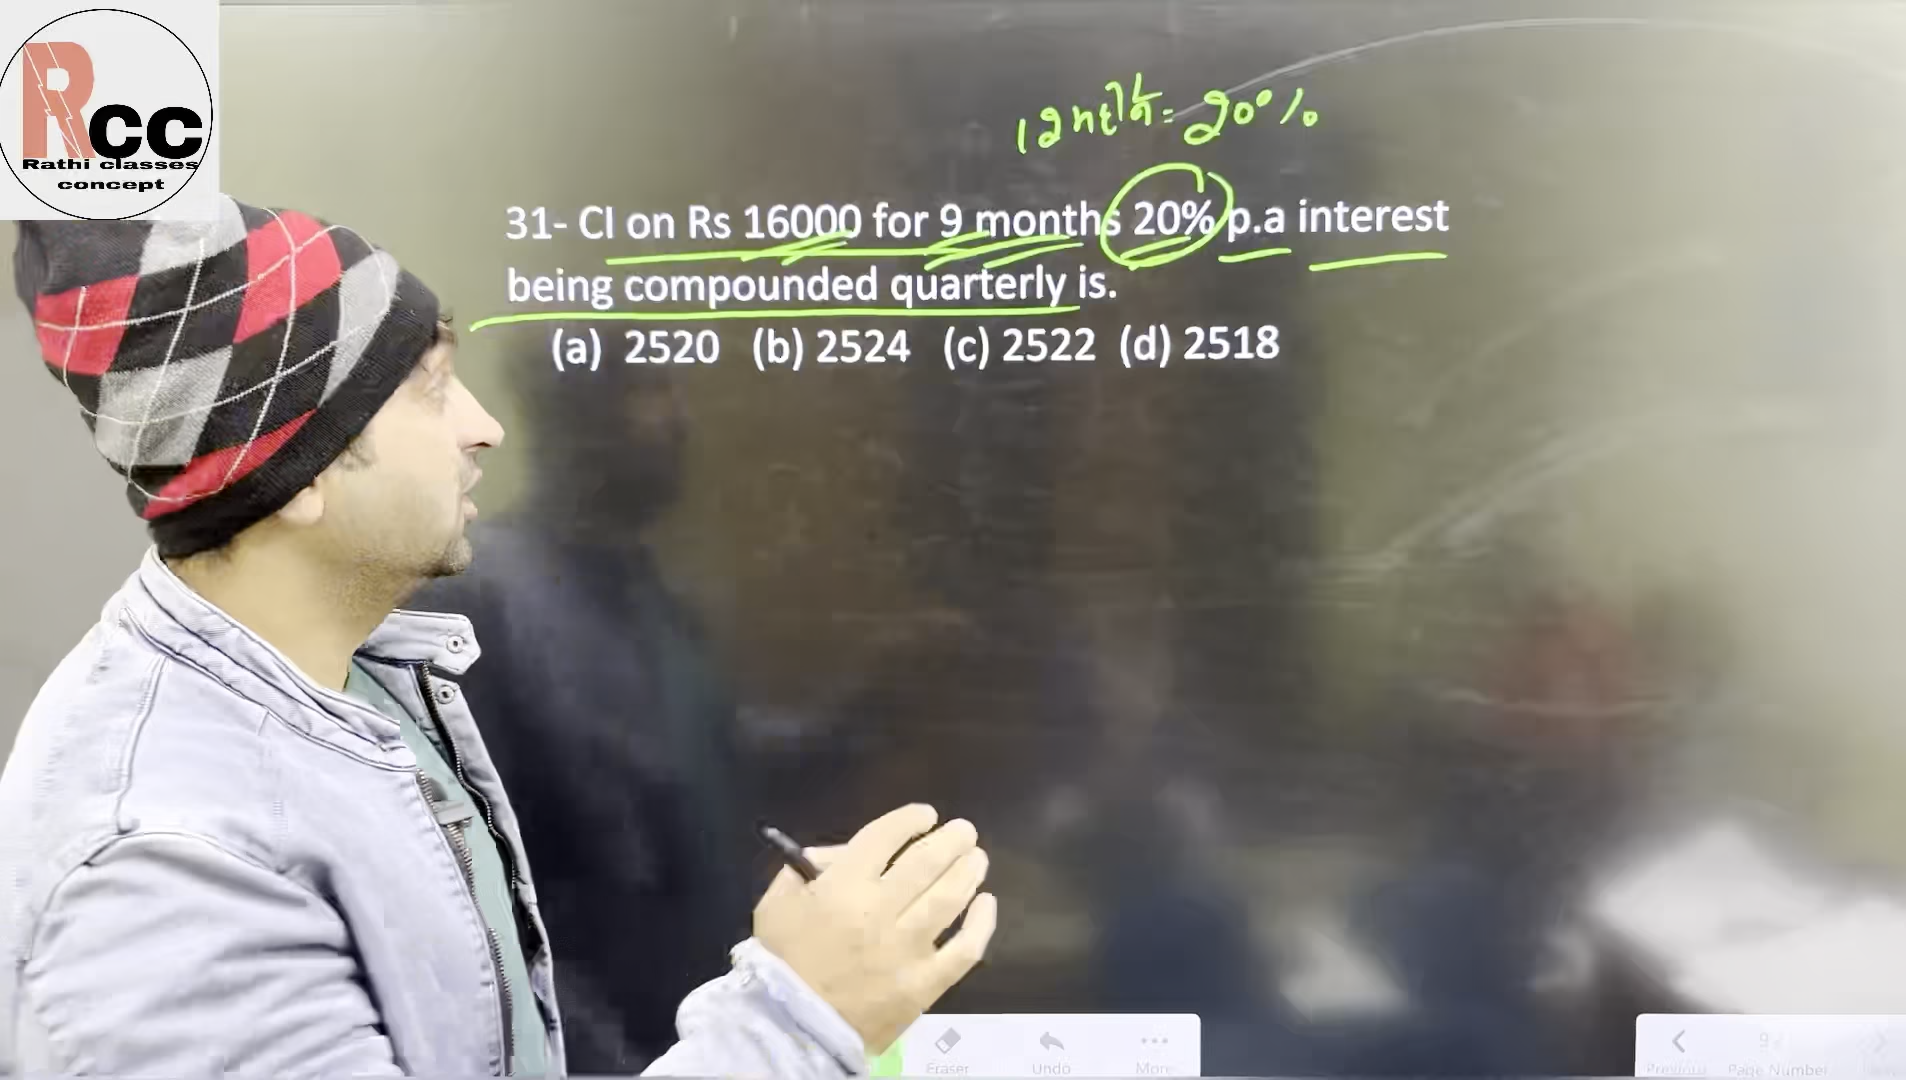 Rcc
Rathi classes
concept
= 20%
31- CI on Rs 16000 for 9 months 20% p.a interest
being compounded quarterly is.
(a) 2520 (b) 2524 (c) 2522 (d) 2518
Eraser Undo More
Previous Page Number